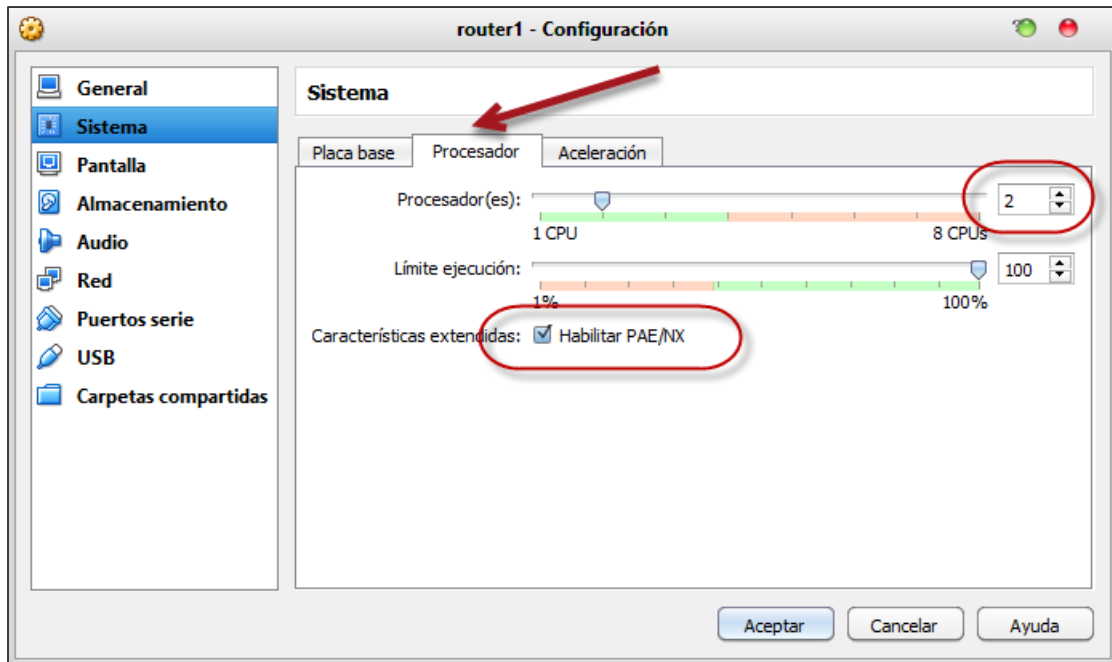 router1 - Configuración
General
Sistema
Pantalla
Almacenamiento
Audio
Red
Puertos serie
USB
Carpetas compartidas
Sistema
Placa base Procesador Aceleración
Procesador(es): 2
1 CPU 8 CPUs
Límite ejecución: 100
1% 100%
Características extendidas: Habilitar PAE/NX
Aceptar Cancelar Ayuda